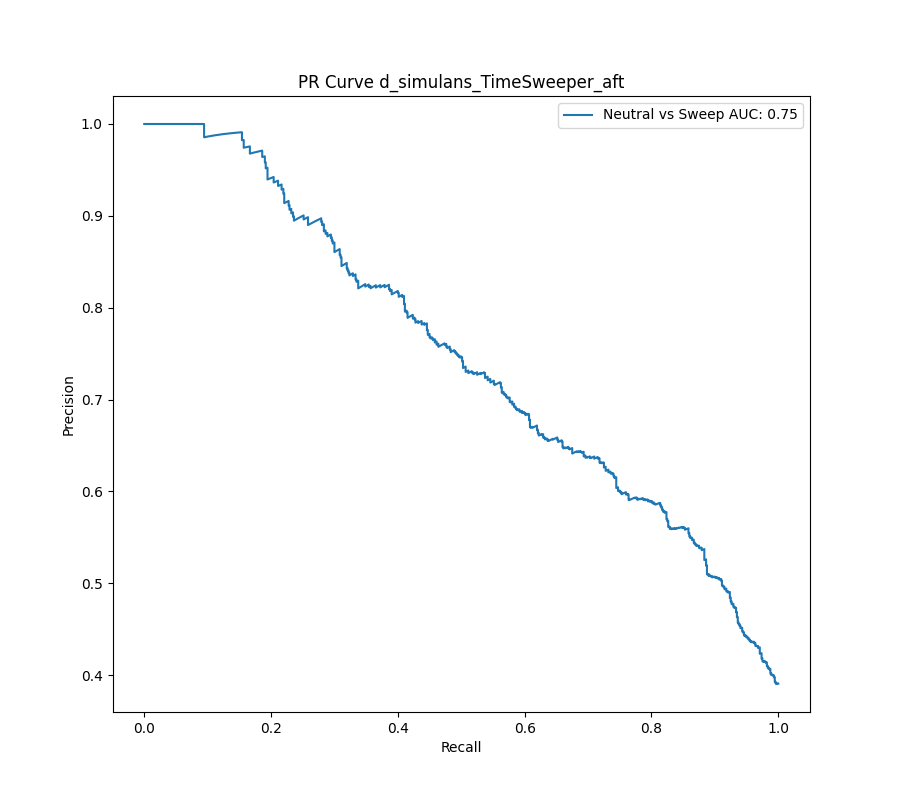 PR Curve d_simulans_TimeSweeper_aft
Neutral vs Sweep AUC: 0.75
1.0
0.9
0.8
0.7
0.6
0.5
0.4
Precision
0.0 0.2 0.4 0.6 0.8 1.0
Recall